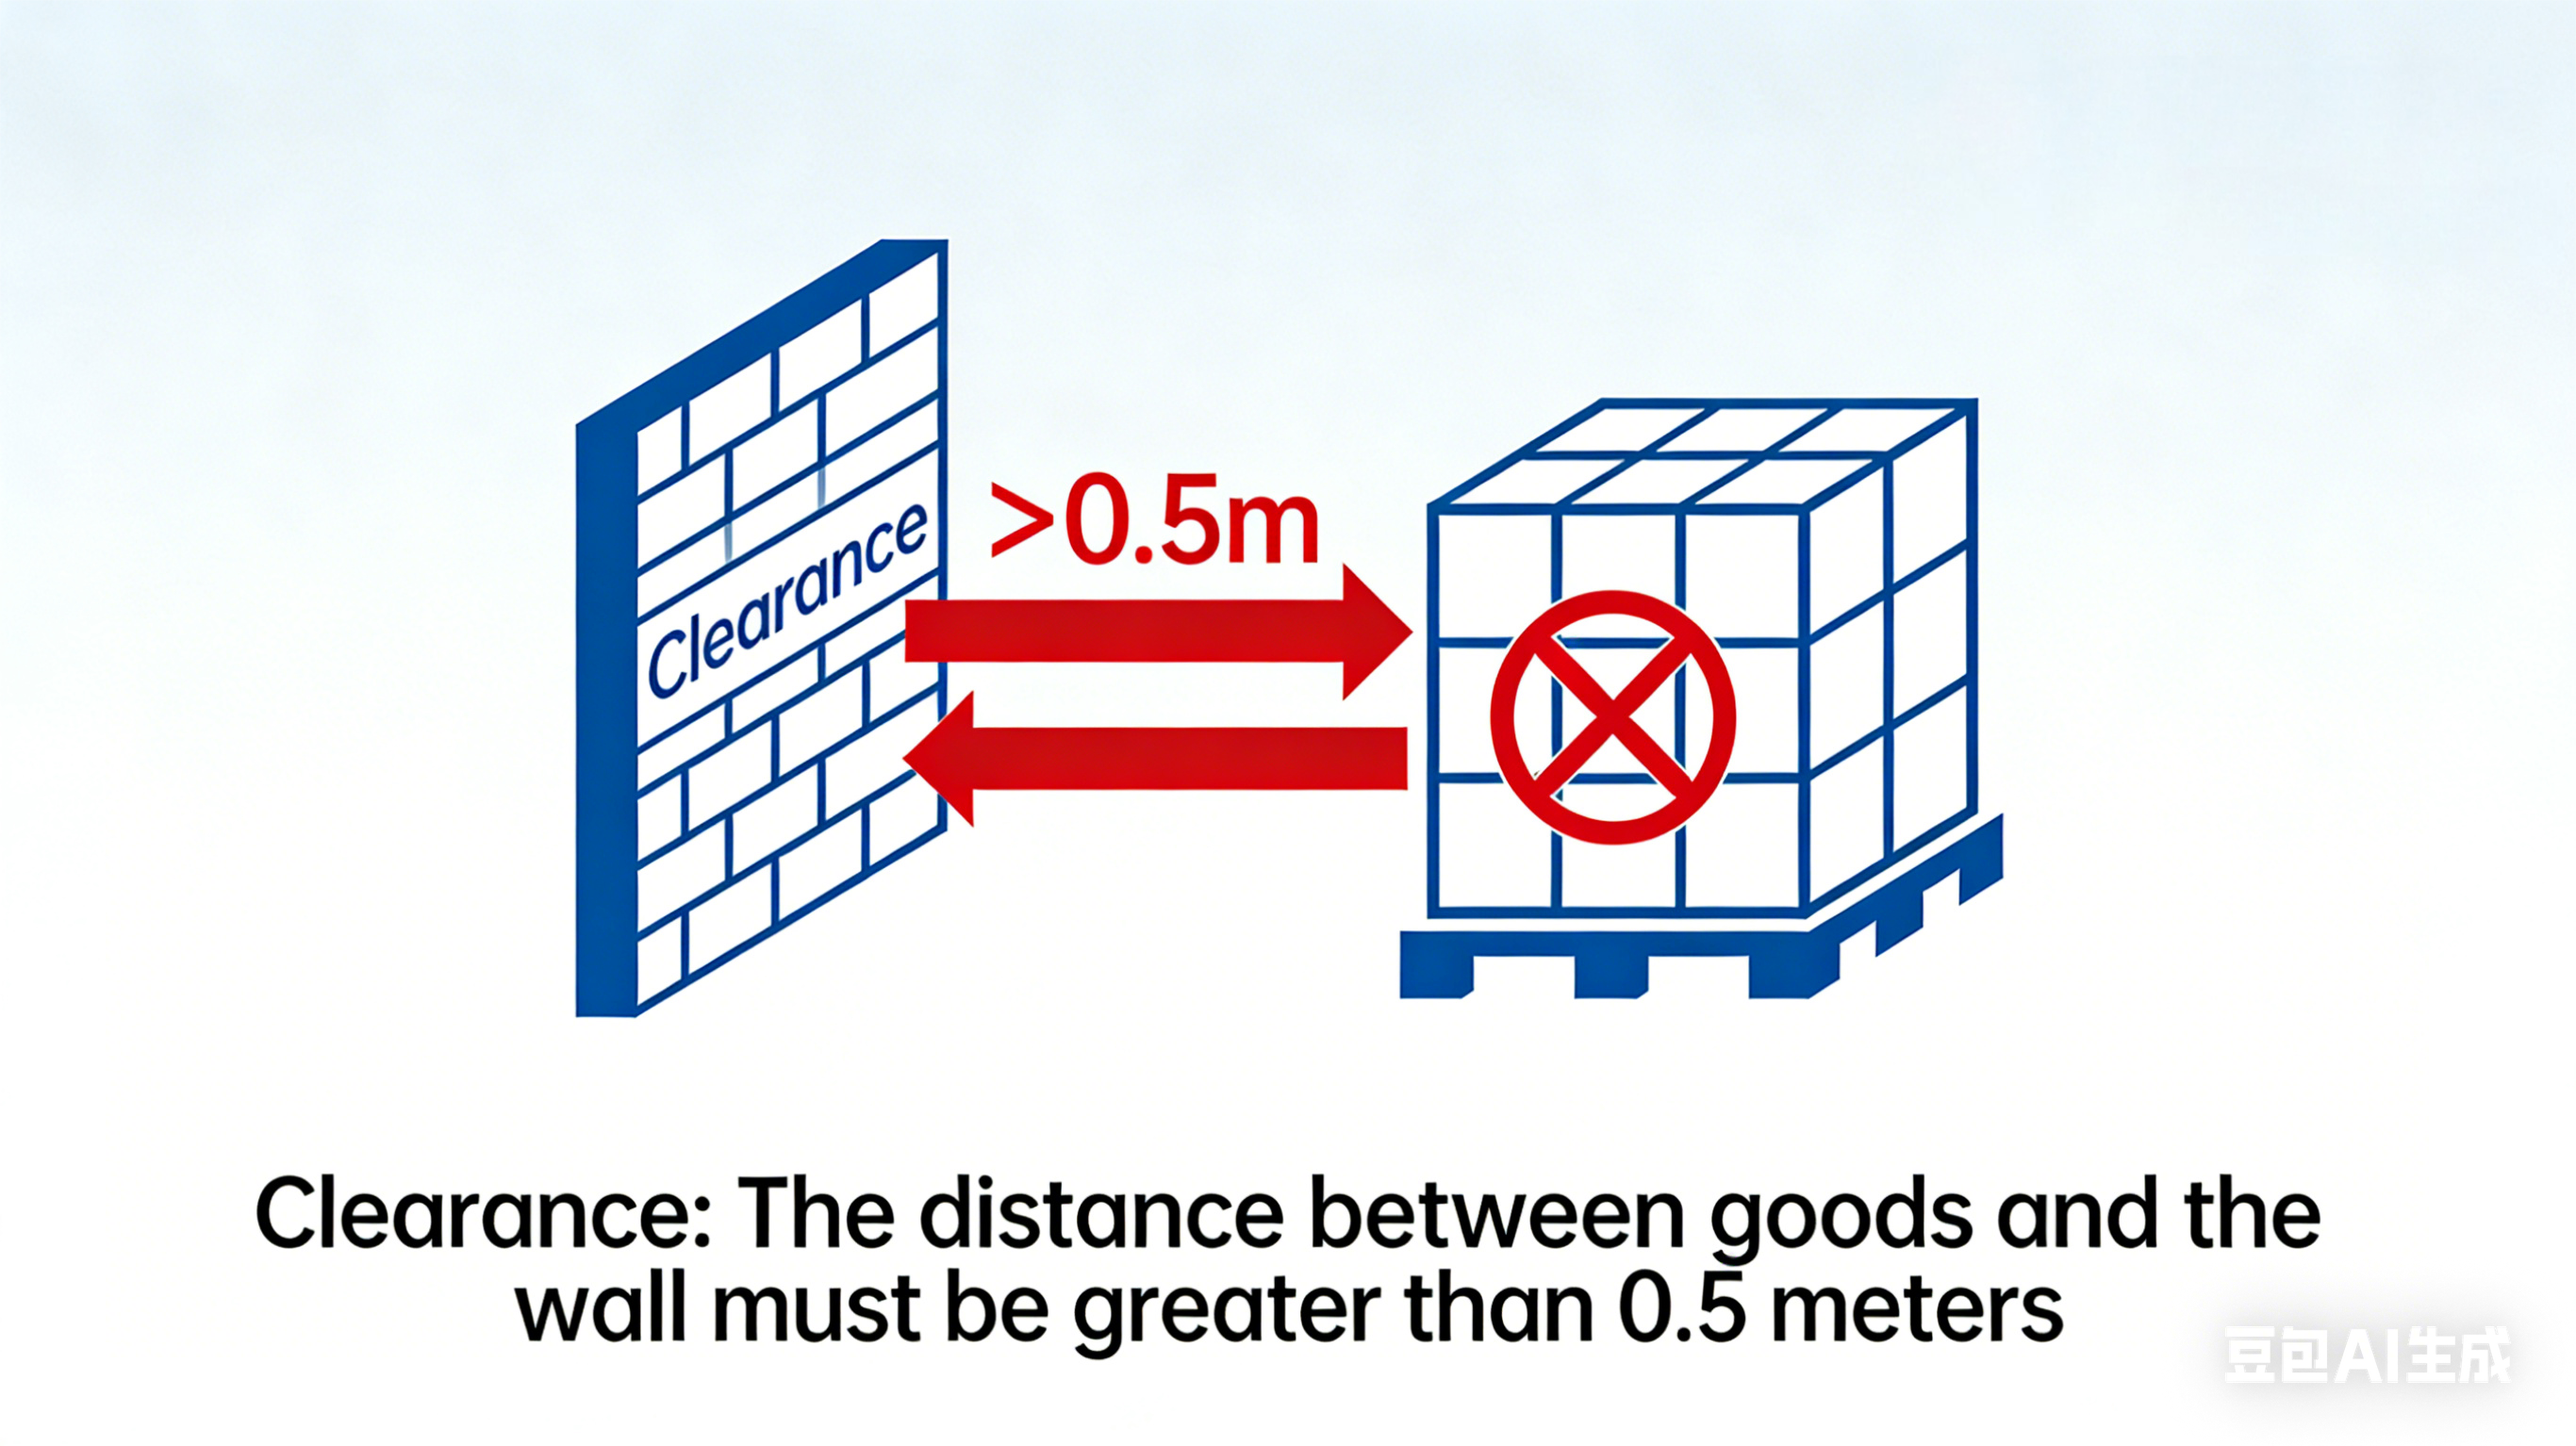 >0.5m
Clearance
Clearance: The distance between goods and the
wall must be greater than 0.5 meters
豆包AI生成